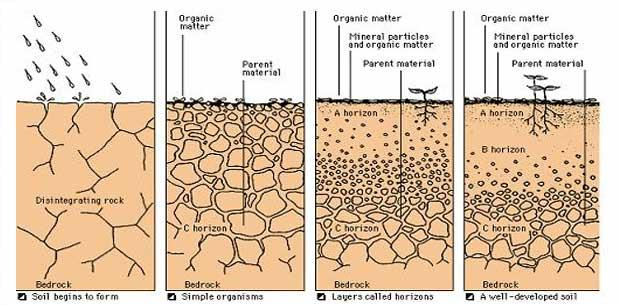 Disintegrating rock
Bedrock
Soil begins to form
Organic
matter
Parent
material
C horizon
Bedrock
Simple organisms
Organic matter
Mineral particles
and organic matter
Parent material
A horizon
C horizon
Bedrock
Layers called horizons
Organic matter
Mineral particles
and organic matter
Parent material
A horizon
B horizon
C horizon
Bedrock
A well-developed soil